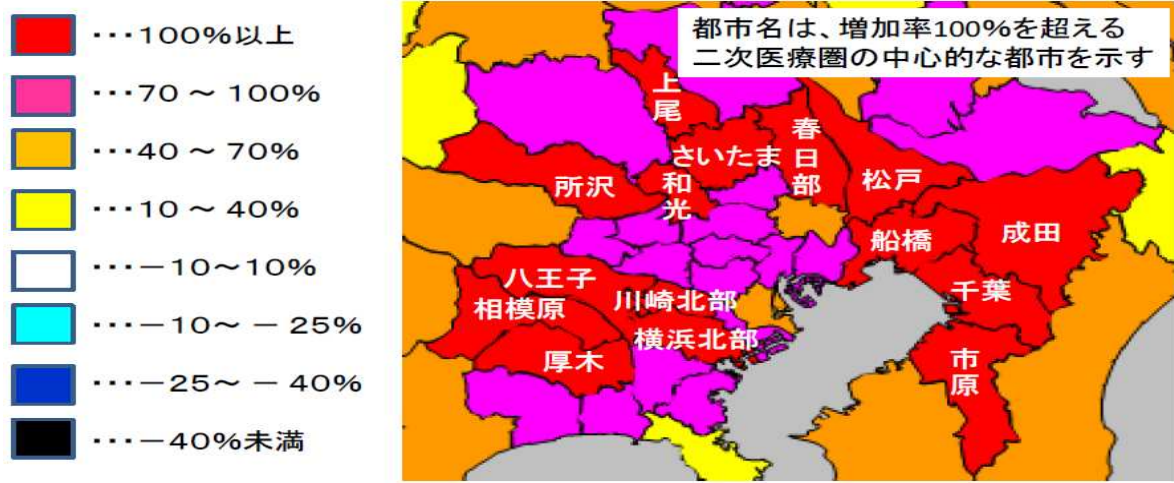 …100%以上
…70 ～ 100%
…40 ～ 70%
…10 ～ 40%
…－10～10%
…－10～－25%
…－25～－40%
…－40%未満
都市名は、増加率100%を超える
二次医療圏の中心的な都市を示す
上尾
春日部
さいたま
和光
所沢
松戸
船橋
成田
八王子
千葉
川崎北部
相模原
横浜北部
厚木
市原